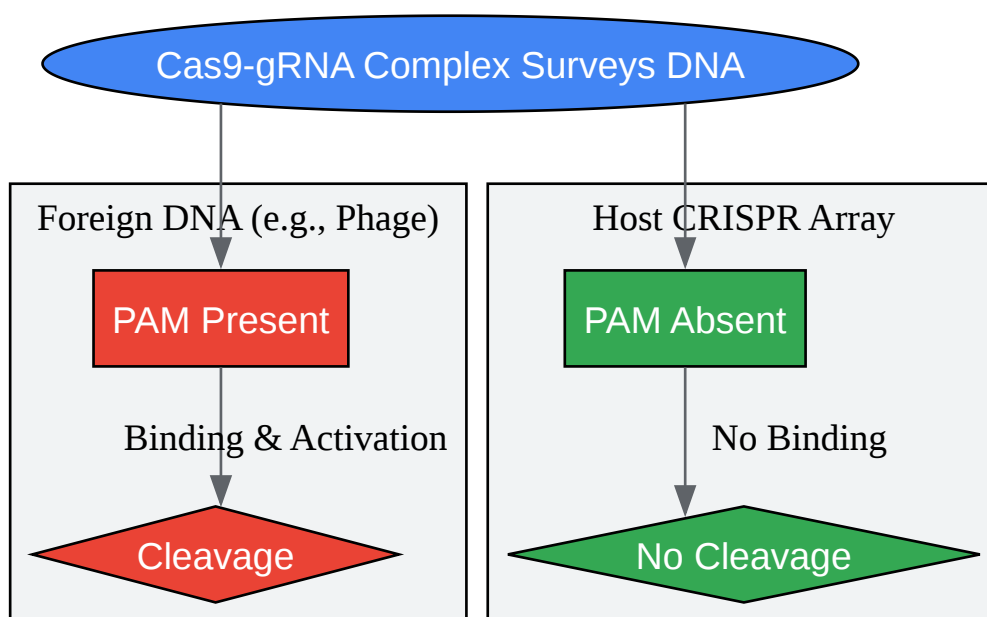 Cas9-gRNA Complex Surveys DNA
Foreign DNA (e.g., Phage)
Host CRISPR Array
PAM Present
PAM Absent
Binding & Activation
No Binding
Cleavage
No Cleavage